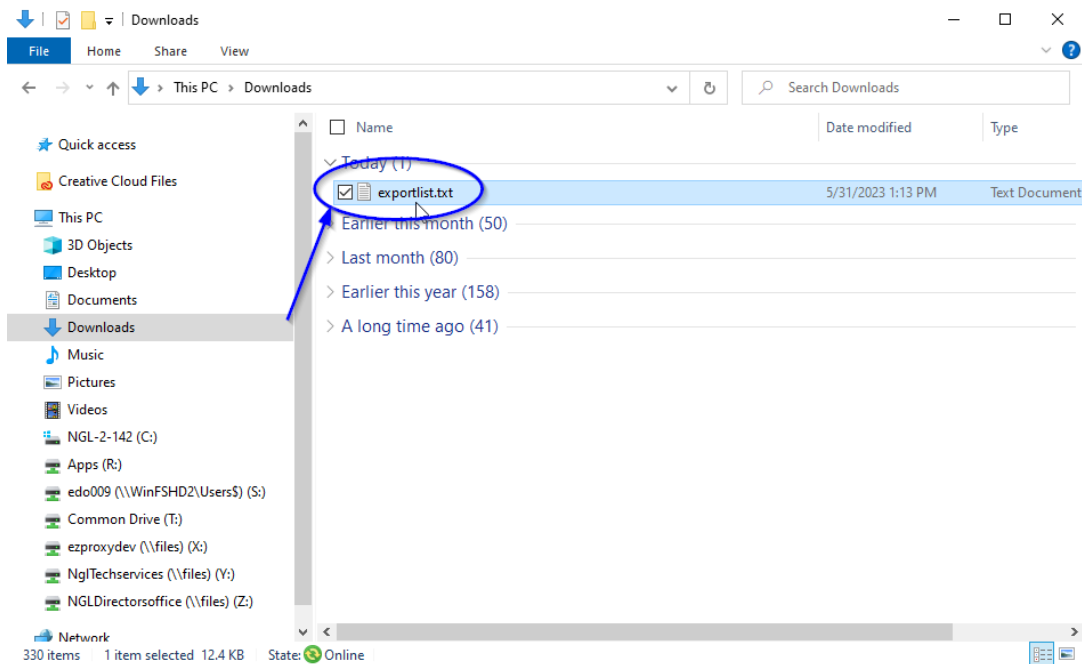 Downloads
File Home Share View
This PC > Downloads
Search Downloads
Name Date modified Type
Quick access
Creative Cloud Files
This PC
3D Objects
Desktop
Documents
Downloads
Music
Pictures
Videos
NGL-2-142 (C:)
Apps (R:)
edo009 (\\WinFSHD2\Users$) (S:)
Common Drive (T:)
ezproxydev (\\files) (X:)
NglTechservices (\\files) (Y:)
NGLDirectorsoffice (\\files) (Z:)
Network
Today (1)
exportlist.txt 5/31/2023 1:13 PM Text Document
Earlier this month (50)
Last month (80)
Earlier this year (158)
A long time ago (41)
330 items 1 item selected 12.4 KB State: Online